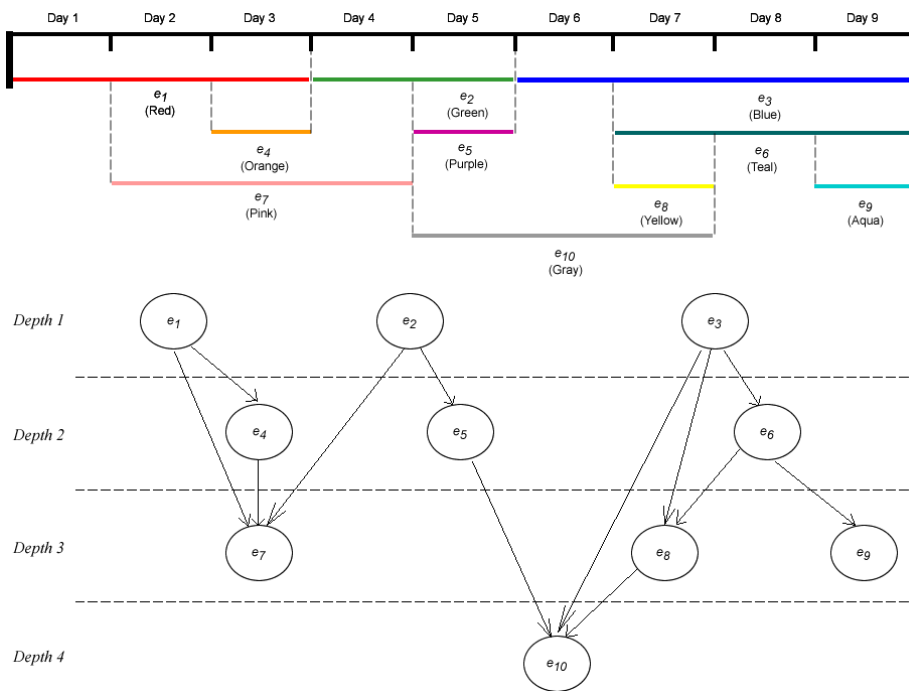 Day 1 Day 2 Day 3 Day 4 Day 5 Day 6 Day 7 Day 8 Day 9
e1
(Red)
e2
(Green)
e3
(Blue)
e4
(Orange)
e5
(Purple)
e6
(Teal)
e7
(Pink)
e8
(Yellow)
e9
(Aqua)
e10
(Gray)
Depth 1 e1 e2 e3
Depth 2 e4 e5 e6
Depth 3 e7 e8 e9
Depth 4 e10